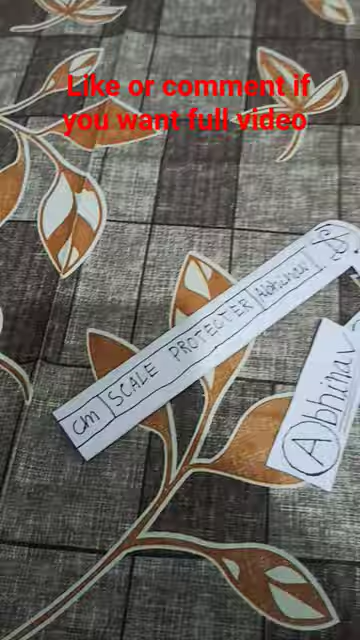 Like or comment if
you want full video
cm SCALE PROTECTER Abhinav
Abhinav